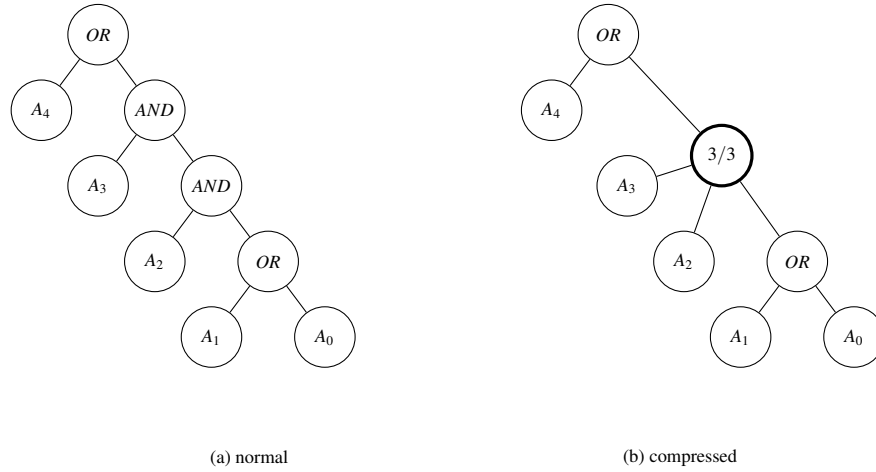 OR
A₄
AND
A₃
AND
A₂
OR
A₁
A₀
(a) normal
OR
A₄
3/3
A₃
A₂
OR
A₁
A₀
(b) compressed